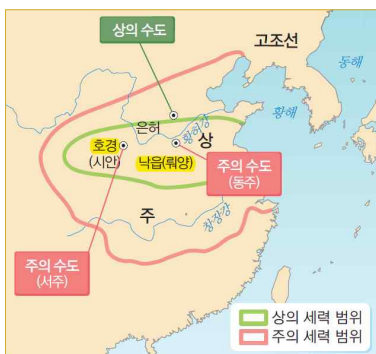 상의 수도
고조선
동해
황해
은허
황허강
상
호경
(시안)
낙읍(뤄양)
주의 수도
(동주)
주
창장강
주의 수도
(서주)
상의 세력 범위
주의 세력 범위